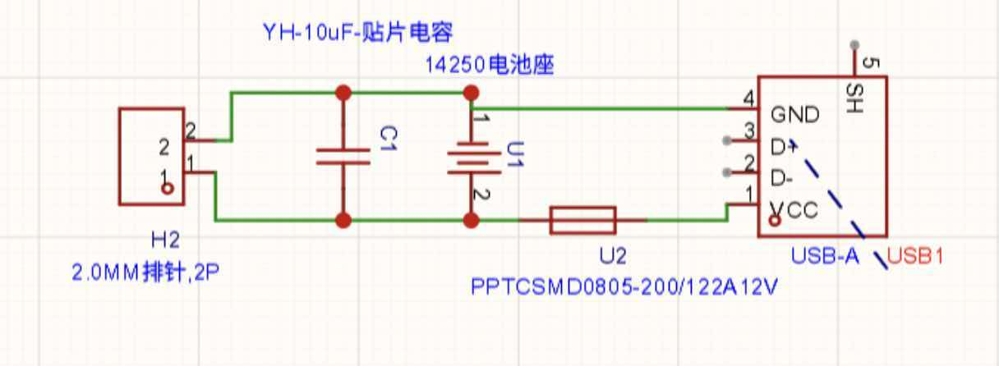 YH-10uF-贴片电容
14250电池座
5
SH
4
GND
3
D+
2
D-
1
VCC
2
2
1
1
C1
1
U1
2
H2
2.0MM排针,2P
U2
PPTCSMD0805-200/122A12V
USB-A
USB1